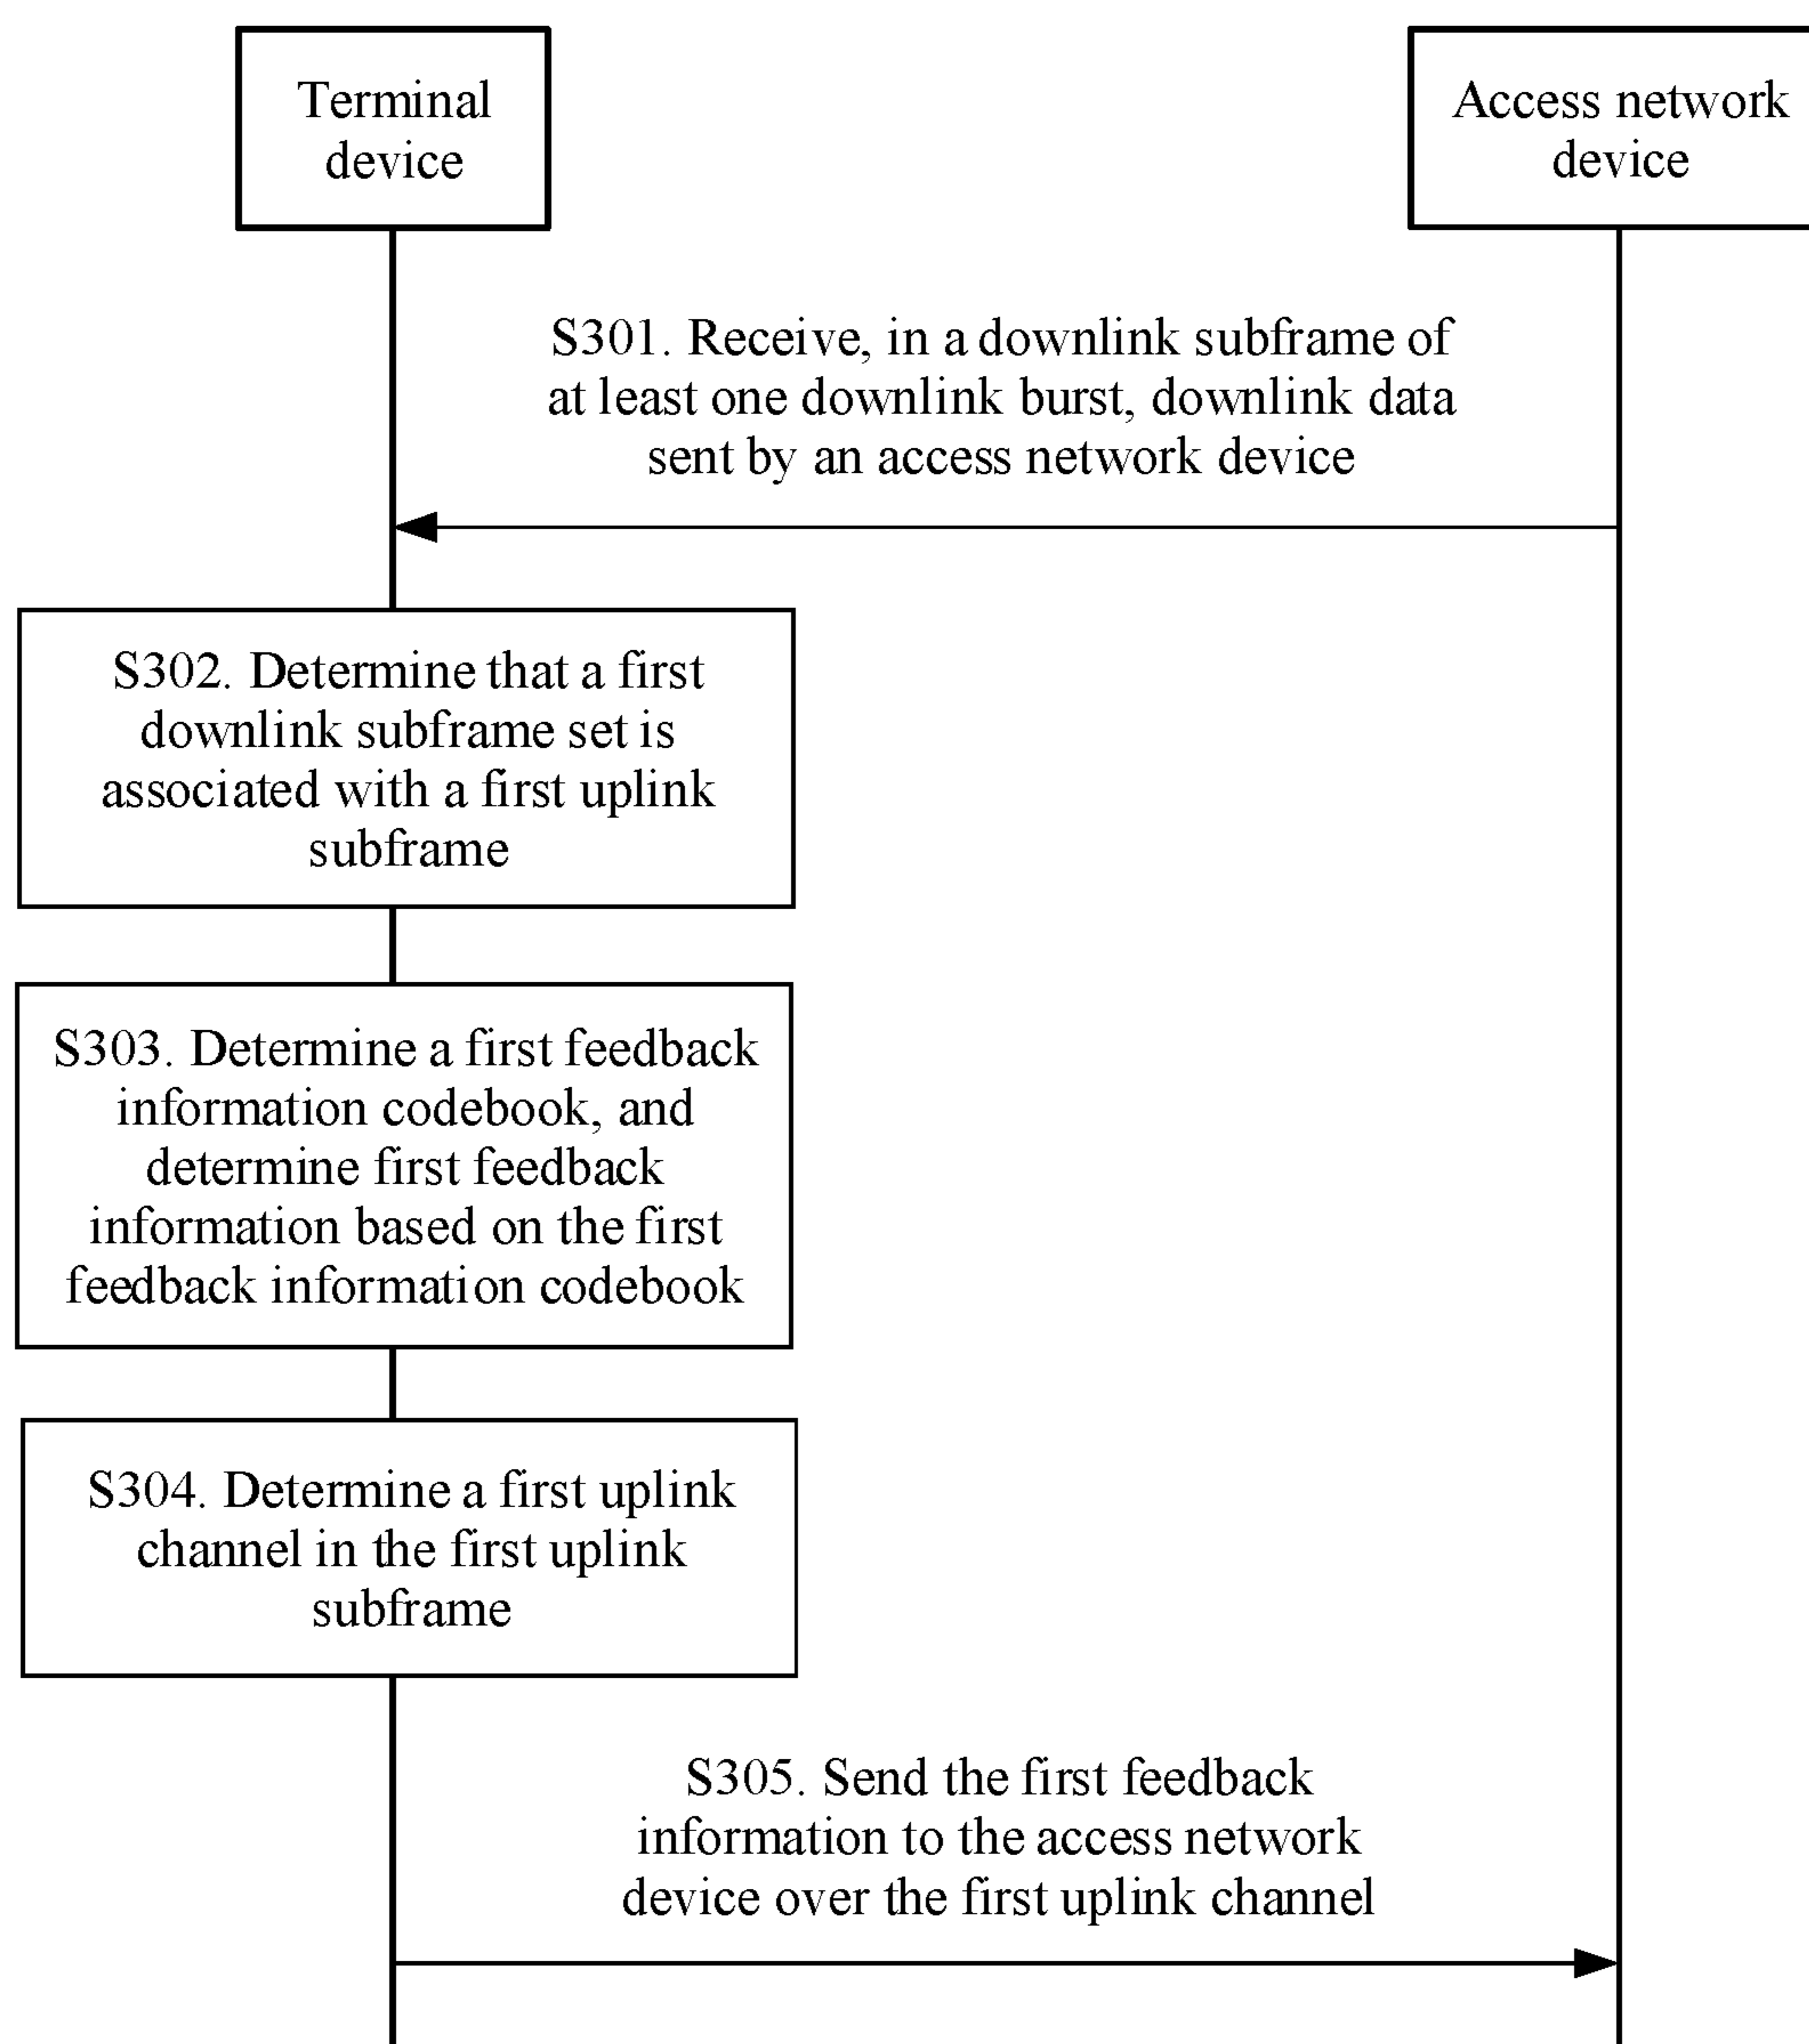 Terminal
device
Access network
device
S301. Receive, in a downlink subframe of
at least one downlink burst, downlink data
sent by an access network device
S302. Determine that a first
downlink subframe set is
associated with a first uplink
subframe
S303. Determine a first feedback
information codebook, and
determine first feedback
information based on the first
feedback information codebook
S304. Determine a first uplink
channel in the first uplink
subframe
S305. Send the first feedback
information to the access network
device over the first uplink channel